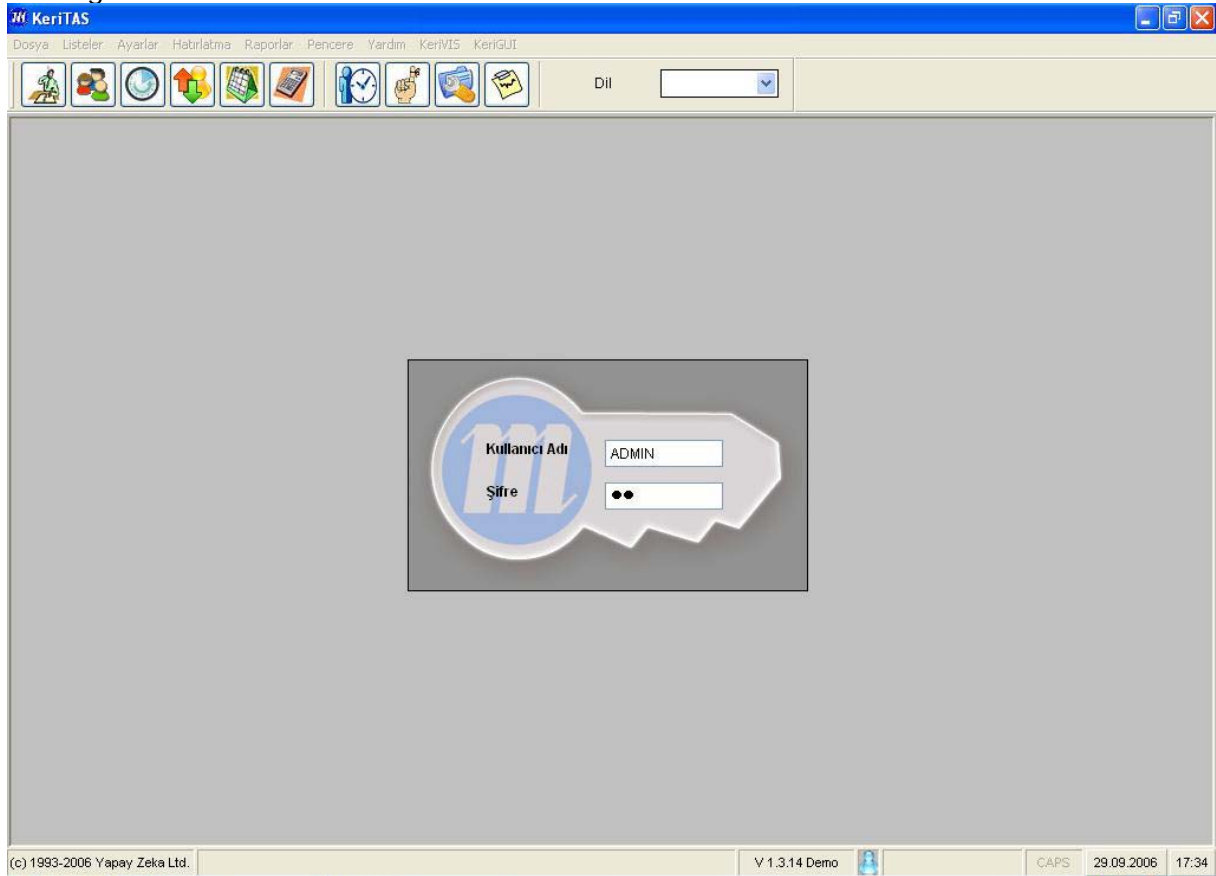 KeriTAS
Dosya Listeler Ayarlar Hatırlatma Raporlar Pencere Yardım KeriVIS KeriGUI
Dil
Kullanıcı Adı ADMIN
Şifre ●●
(c) 1993-2006 Yapay Zeka Ltd. V 1.3.14 Demo CAPS 29.09.2006 17:34